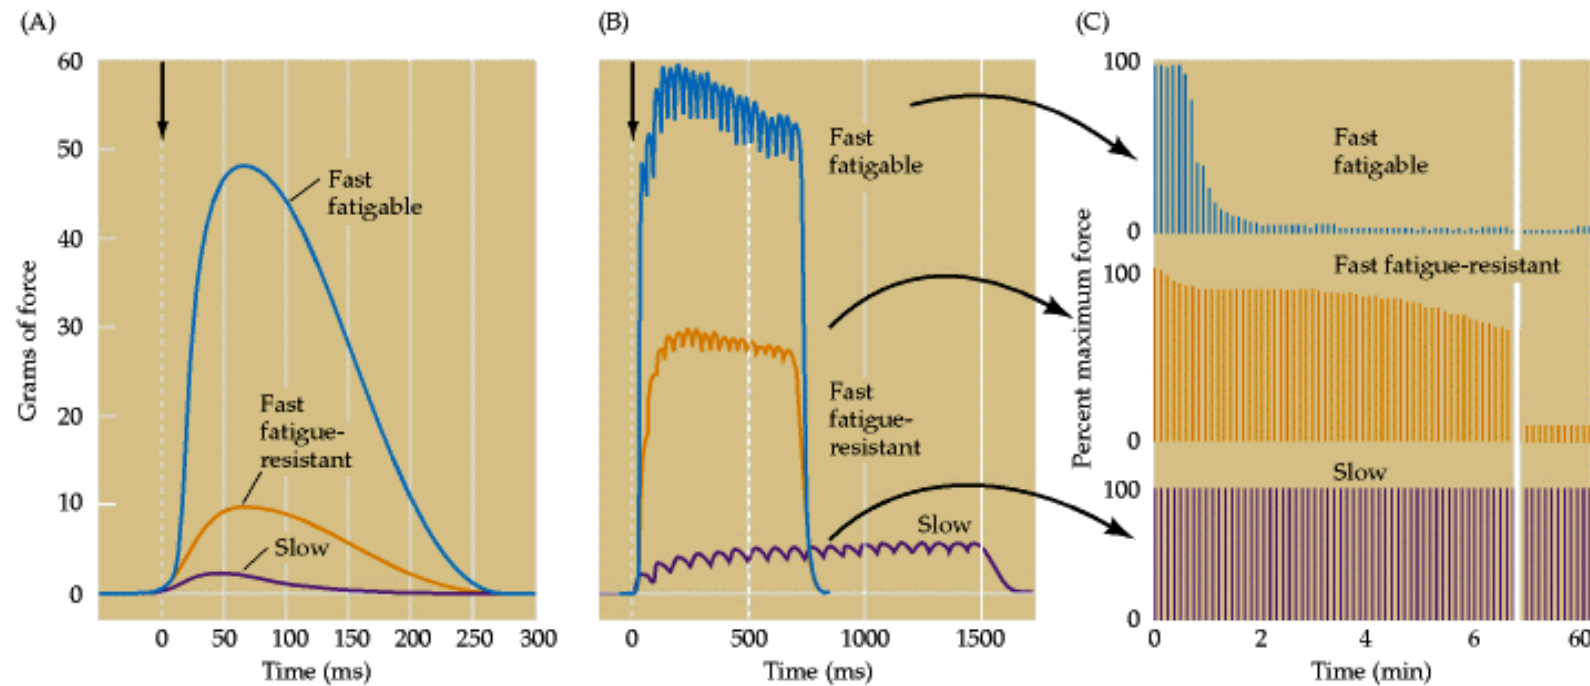 (A)
60
50
40
30
20
10
0
Grams of force
Fast
fatigable
Fast
fatigue-
resistant
Slow
0 50 100 150 200 250 300
Time (ms)
(B)
Fast
fatigable
Fast
fatigue-
resistant
Slow
0 500 1000 1500
Time (ms)
(C)
Percent maximum force
100
Fast
fatigable
0
Fast fatigue-resistant
100
0
Slow
100
0
0 2 4 6 60
Time (min)